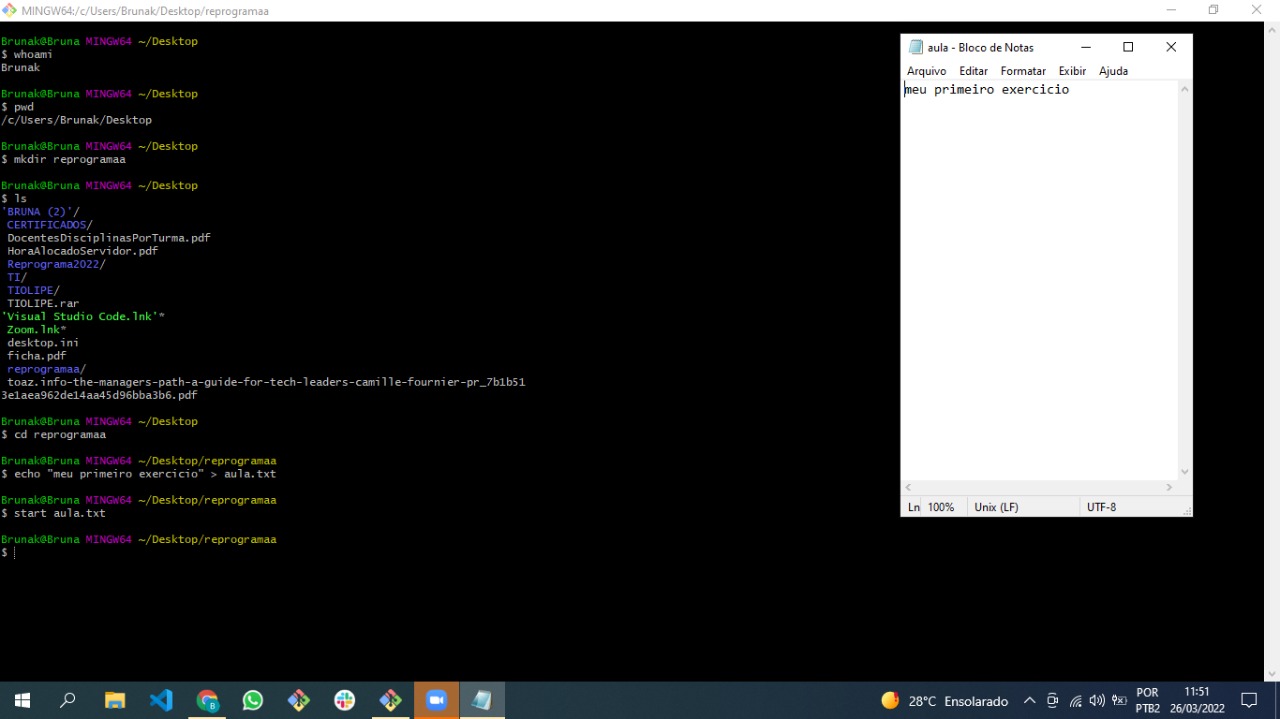 MINGW64:/c/Users/Brunak/Desktop/reprogramaa
Brunak@Bruna MINGW64 ~/Desktop
$ whoami
Brunak
Brunak@Bruna MINGW64 ~/Desktop
$ pwd
/c/Users/Brunak/Desktop
Brunak@Bruna MINGW64 ~/Desktop
$ mkdir reprogramaa
Brunak@Bruna MINGW64 ~/Desktop
$ ls
'BRUNA (2)'/
CERTIFICADOS/
DocentesDisciplinasPorTurma.pdf
HoraAlocadoServidor.pdf
Reprograma2022/
TI/
TIOLIPE/
TIOLIPE.rar
'Visual Studio Code.lnk'*
Zoom.lnk*
desktop.ini
ficha.pdf
reprogramaa/
toaz.info-the-managers-path-a-guide-for-tech-leaders-camille-fournier-pr_7b1b51
3e1aea962de14aa45d96bba3b6.pdf
Brunak@Bruna MINGW64 ~/Desktop
$ cd reprogramaa
Brunak@Bruna MINGW64 ~/Desktop/reprogramaa
$ echo "meu primeiro exercicio" > aula.txt
Brunak@Bruna MINGW64 ~/Desktop/reprogramaa
$ start aula.txt
Brunak@Bruna MINGW64 ~/Desktop/reprogramaa
$
aula - Bloco de Notas
Arquivo Editar Formatar Exibir Ajuda
meu primeiro exercicio
Ln 100% Unix (LF) UTF-8
B
28°C Ensolarado
POR
PTB2
11:51
26/03/2022